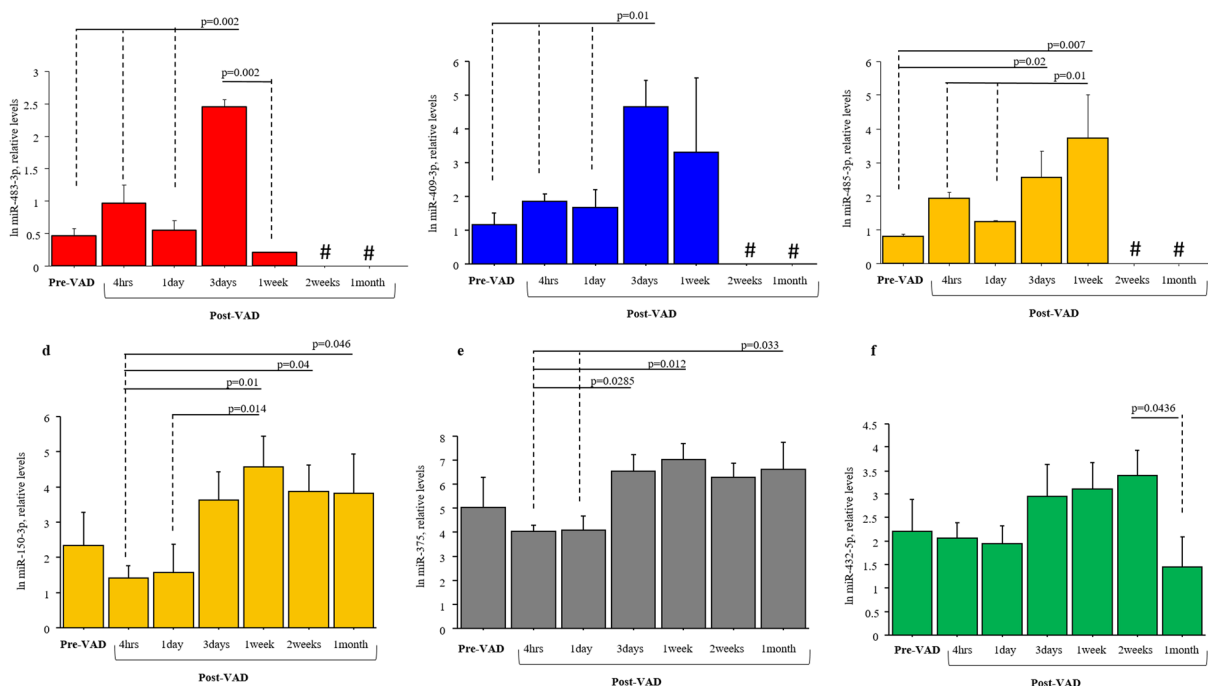 p=0.002
p=0.002
ln miR-483-3p, relative levels
3
2.5
2
1.5
1
0.5
0
# #
Pre-VAD 4hrs 1day 3days 1week 2weeks 1month
Post-VAD
p=0.01
ln miR-409-3p, relative levels
6
5
4
3
2
1
0
# #
Pre-VAD 4hrs 1day 3days 1week 2weeks 1month
Post-VAD
p=0.007
p=0.02
p=0.01
ln miR-485-3p, relative levels
6
5
4
3
2
1
0
# #
Pre-VAD 4hrs 1day 3days 1week 2weeks 1month
Post-VAD
d
p=0.046
p=0.04
p=0.01
p=0.014
ln miR-150-3p, relative levels
6
5
4
3
2
1
0
Pre-VAD 4hrs 1day 3days 1week 2weeks 1month
Post-VAD
e
p=0.033
p=0.012
p=0.0285
ln miR-375, relative levels
8
7
6
5
4
3
2
1
0
Pre-VAD 4hrs 1day 3days 1week 2weeks 1month
Post-VAD
f
p=0.0436
ln miR-432-5p, relative levels
4.5
4
3.5
3
2.5
2
1.5
1
0.5
0
Pre-VAD 4hrs 1day 3days 1week 2weeks 1month
Post-VAD